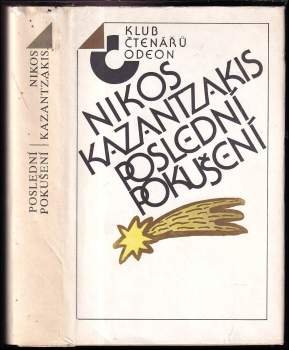 NIKOS
KAZANTZAKIS
POSLEDNÍ
POKUŠENÍ
KLUB
ČTENÁŘŮ
ODEON
NIKOS
KAZANTZAKIS
POSLEDNÍ
POKUŠENÍ